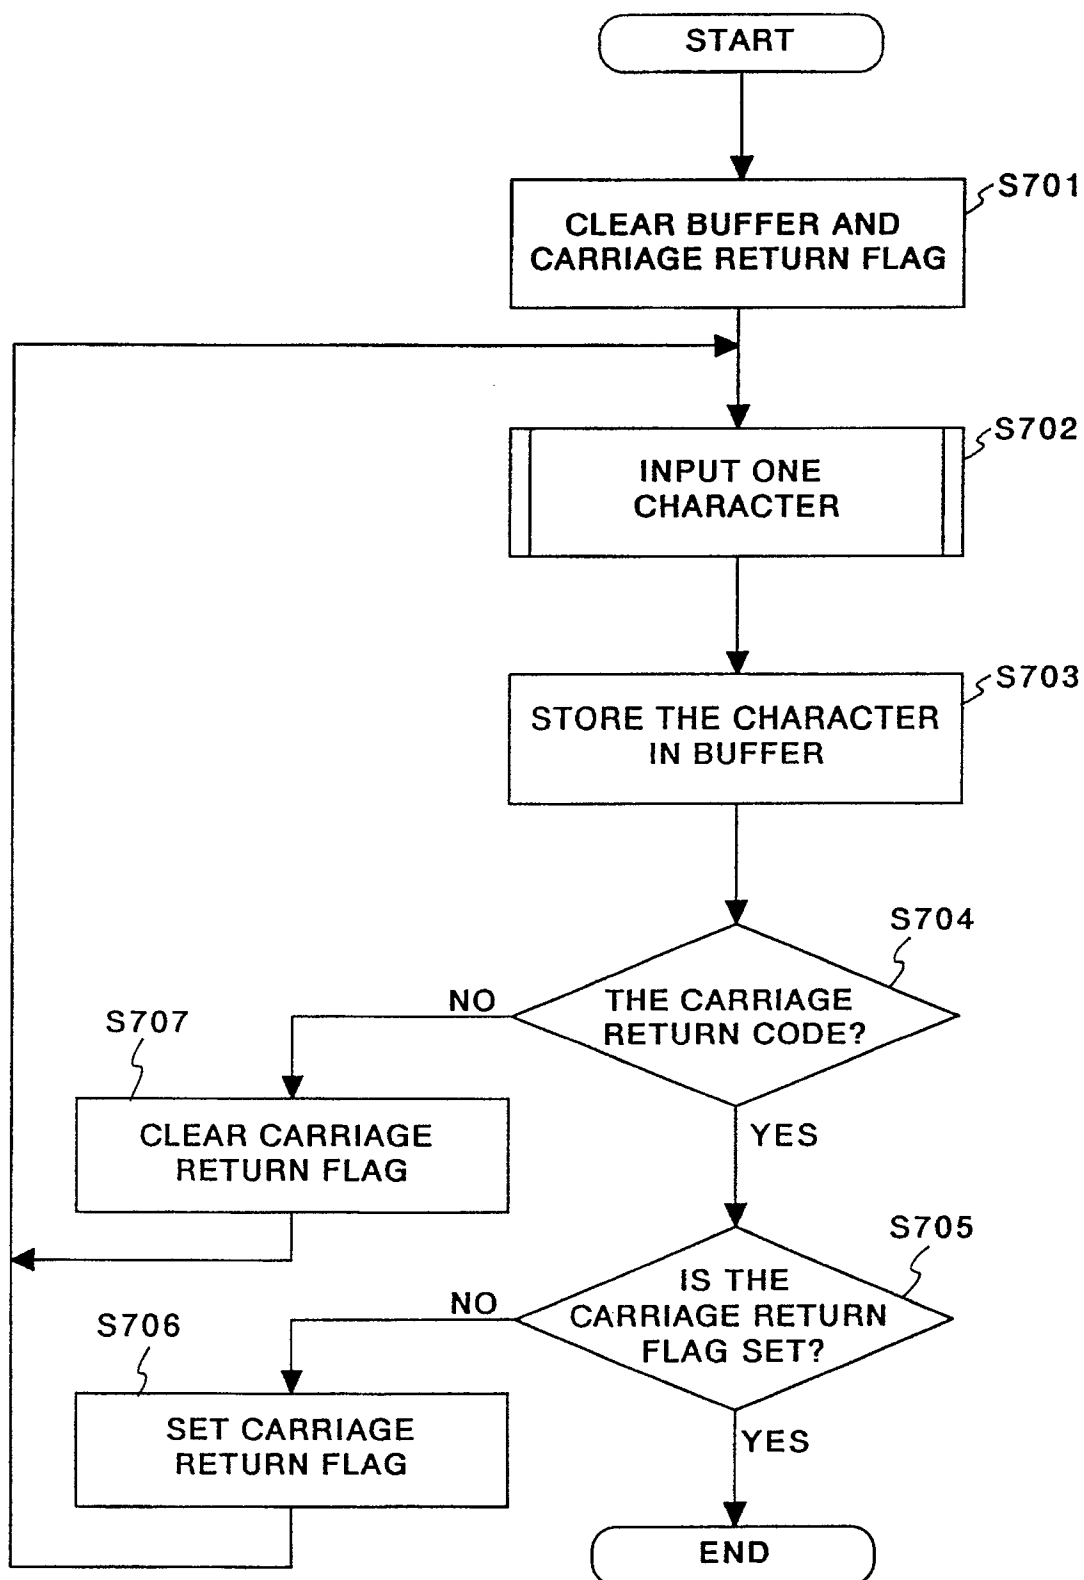 START
S701
CLEAR BUFFER AND
CARRIAGE RETURN FLAG
S702
INPUT ONE
CHARACTER
S703
STORE THE CHARACTER
IN BUFFER
S704
THE CARRIAGE
RETURN CODE?
NO
S707
CLEAR CARRIAGE
RETURN FLAG
YES
S705
IS THE
CARRIAGE RETURN
FLAG SET?
NO
S706
SET CARRIAGE
RETURN FLAG
YES
END